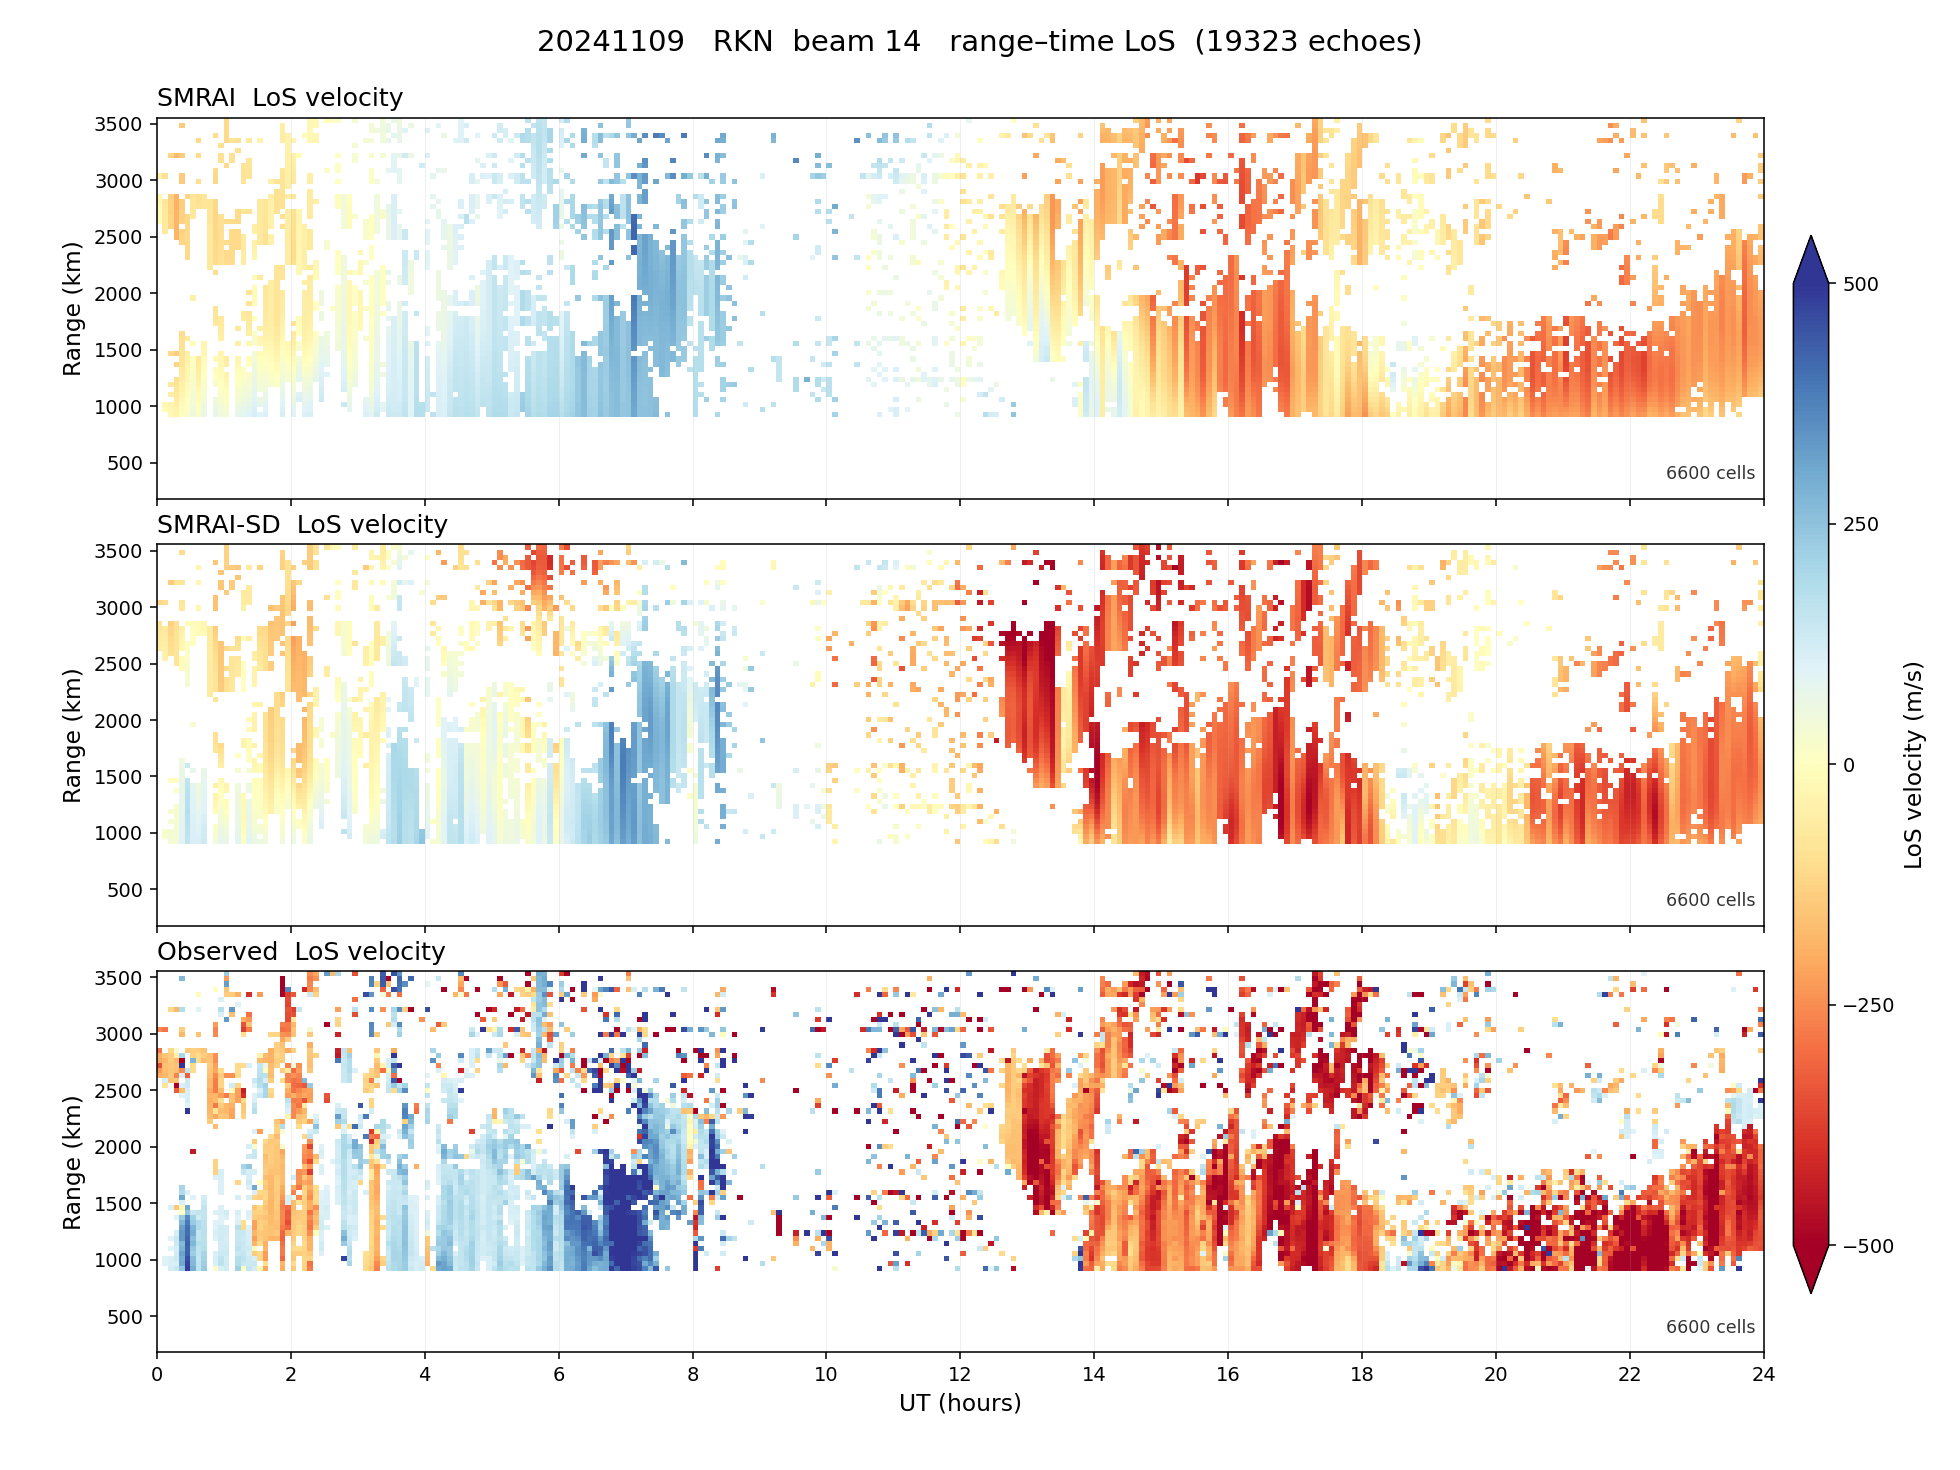 20241109   RKN  beam 14   range–time LoS  (19323 echoes)
SMRAI  LoS velocity
3500
3000
2500
2000
1500
1000
500
Range (km)
6600 cells
SMRAI-SD  LoS velocity
3500
3000
2500
2000
1500
1000
500
Range (km)
6600 cells
Observed  LoS velocity
3500
3000
2500
2000
1500
1000
500
Range (km)
6600 cells
0 2 4 6 8 10 12 14 16 18 20 22 24
UT (hours)
500
250
0
−250
−500
LoS velocity (m/s)